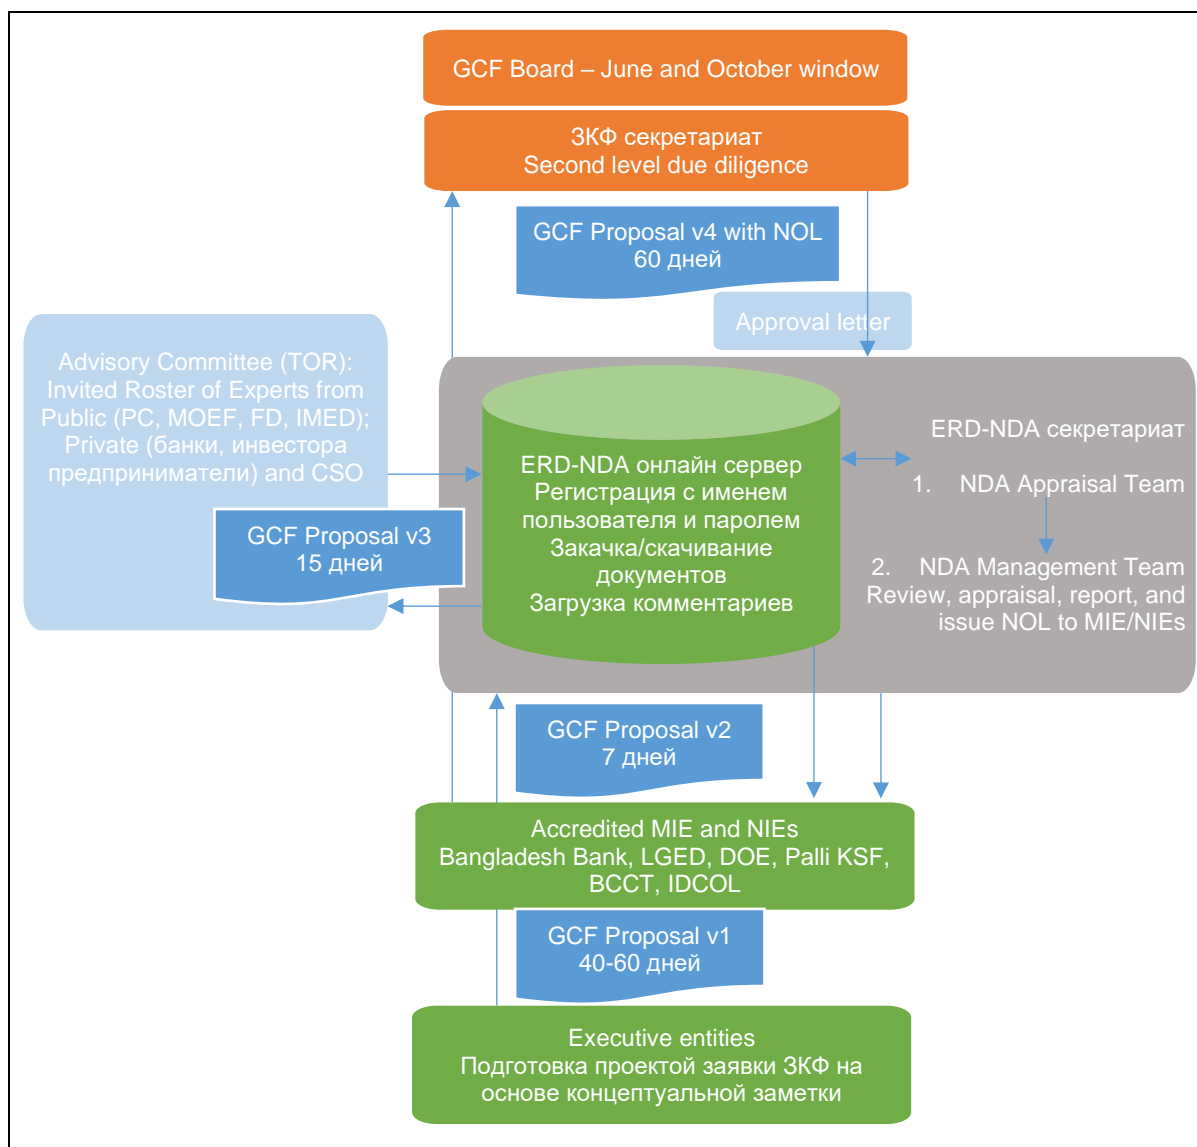 GCF Board – June and October window
ЗКФ секретариат
Second level due diligence
GCF Proposal v4 with NOL
60 дней
Approval letter
Advisory Committee (TOR):
Invited Roster of Experts from
Public (PC, MOEF, FD, IMED);
Private (банки, инвестора
предприниматели) and CSO
GCF Proposal v3
15 дней
ERD-NDA онлайн сервер
Регистрация с именем
пользователя и паролем
Закачка/скачивание
документов
Загрузка комментариев
ERD-NDA секретариат
1. NDA Appraisal Team
2. NDA Management Team
Review, appraisal, report, and
issue NOL to MIE/NIEs
GCF Proposal v2
7 дней
Accredited MIE and NIEs
Bangladesh Bank, LGED, DOE, Palli KSF,
BCCT, IDCOL
GCF Proposal v1
40-60 дней
Executive entities
Подготовка проектой заявки ЗКФ на
основе концептуальной заметки